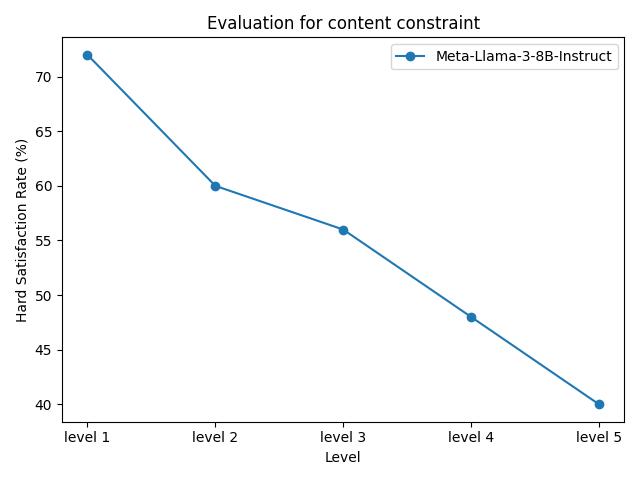 Evaluation for content constraint
Meta-Llama-3-8B-Instruct
Hard Satisfaction Rate (%)
70
65
60
55
50
45
40
level 1 level 2 level 3 level 4 level 5
Level